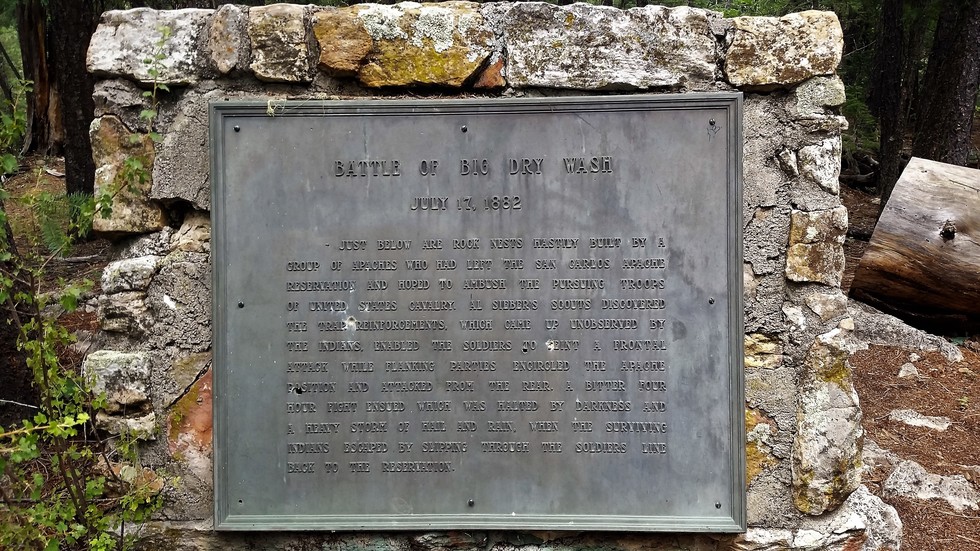 BATTLE OF BIG DRY WASH
JULY 17, 1882
- JUST BELOW ARE ROCK NESTS HASTILY BUILT BY A
GROUP OF APACHES WHO HAD LEFT THE SAN CARLOS APACHE
RESERVATION AND HOPED TO AMBUSH THE PURSUING TROOPS
OF UNITED STATES CAVALRY. AL SIEBER'S SCOUTS DISCOVERED
THE TRAP. REINFORCEMENTS, WHICH CAME UP UNOBSERVED BY
THE INDIANS, ENABLED THE SOLDIERS TO FEINT A FRONTAL
ATTACK WHILE FLANKING PARTIES ENCIRCLED THE APACHE
POSITION AND ATTACKED FROM THE REAR. A BITTER FOUR
HOUR FIGHT ENSUED WHICH WAS HALTED BY DARKNESS AND
A HEAVY STORM OF HAIL AND RAIN, WHEN THE SURVIVING
INDIANS ESCAPED BY SLIPPING THROUGH THE SOLDIERS LINE
BACK TO THE RESERVATION.